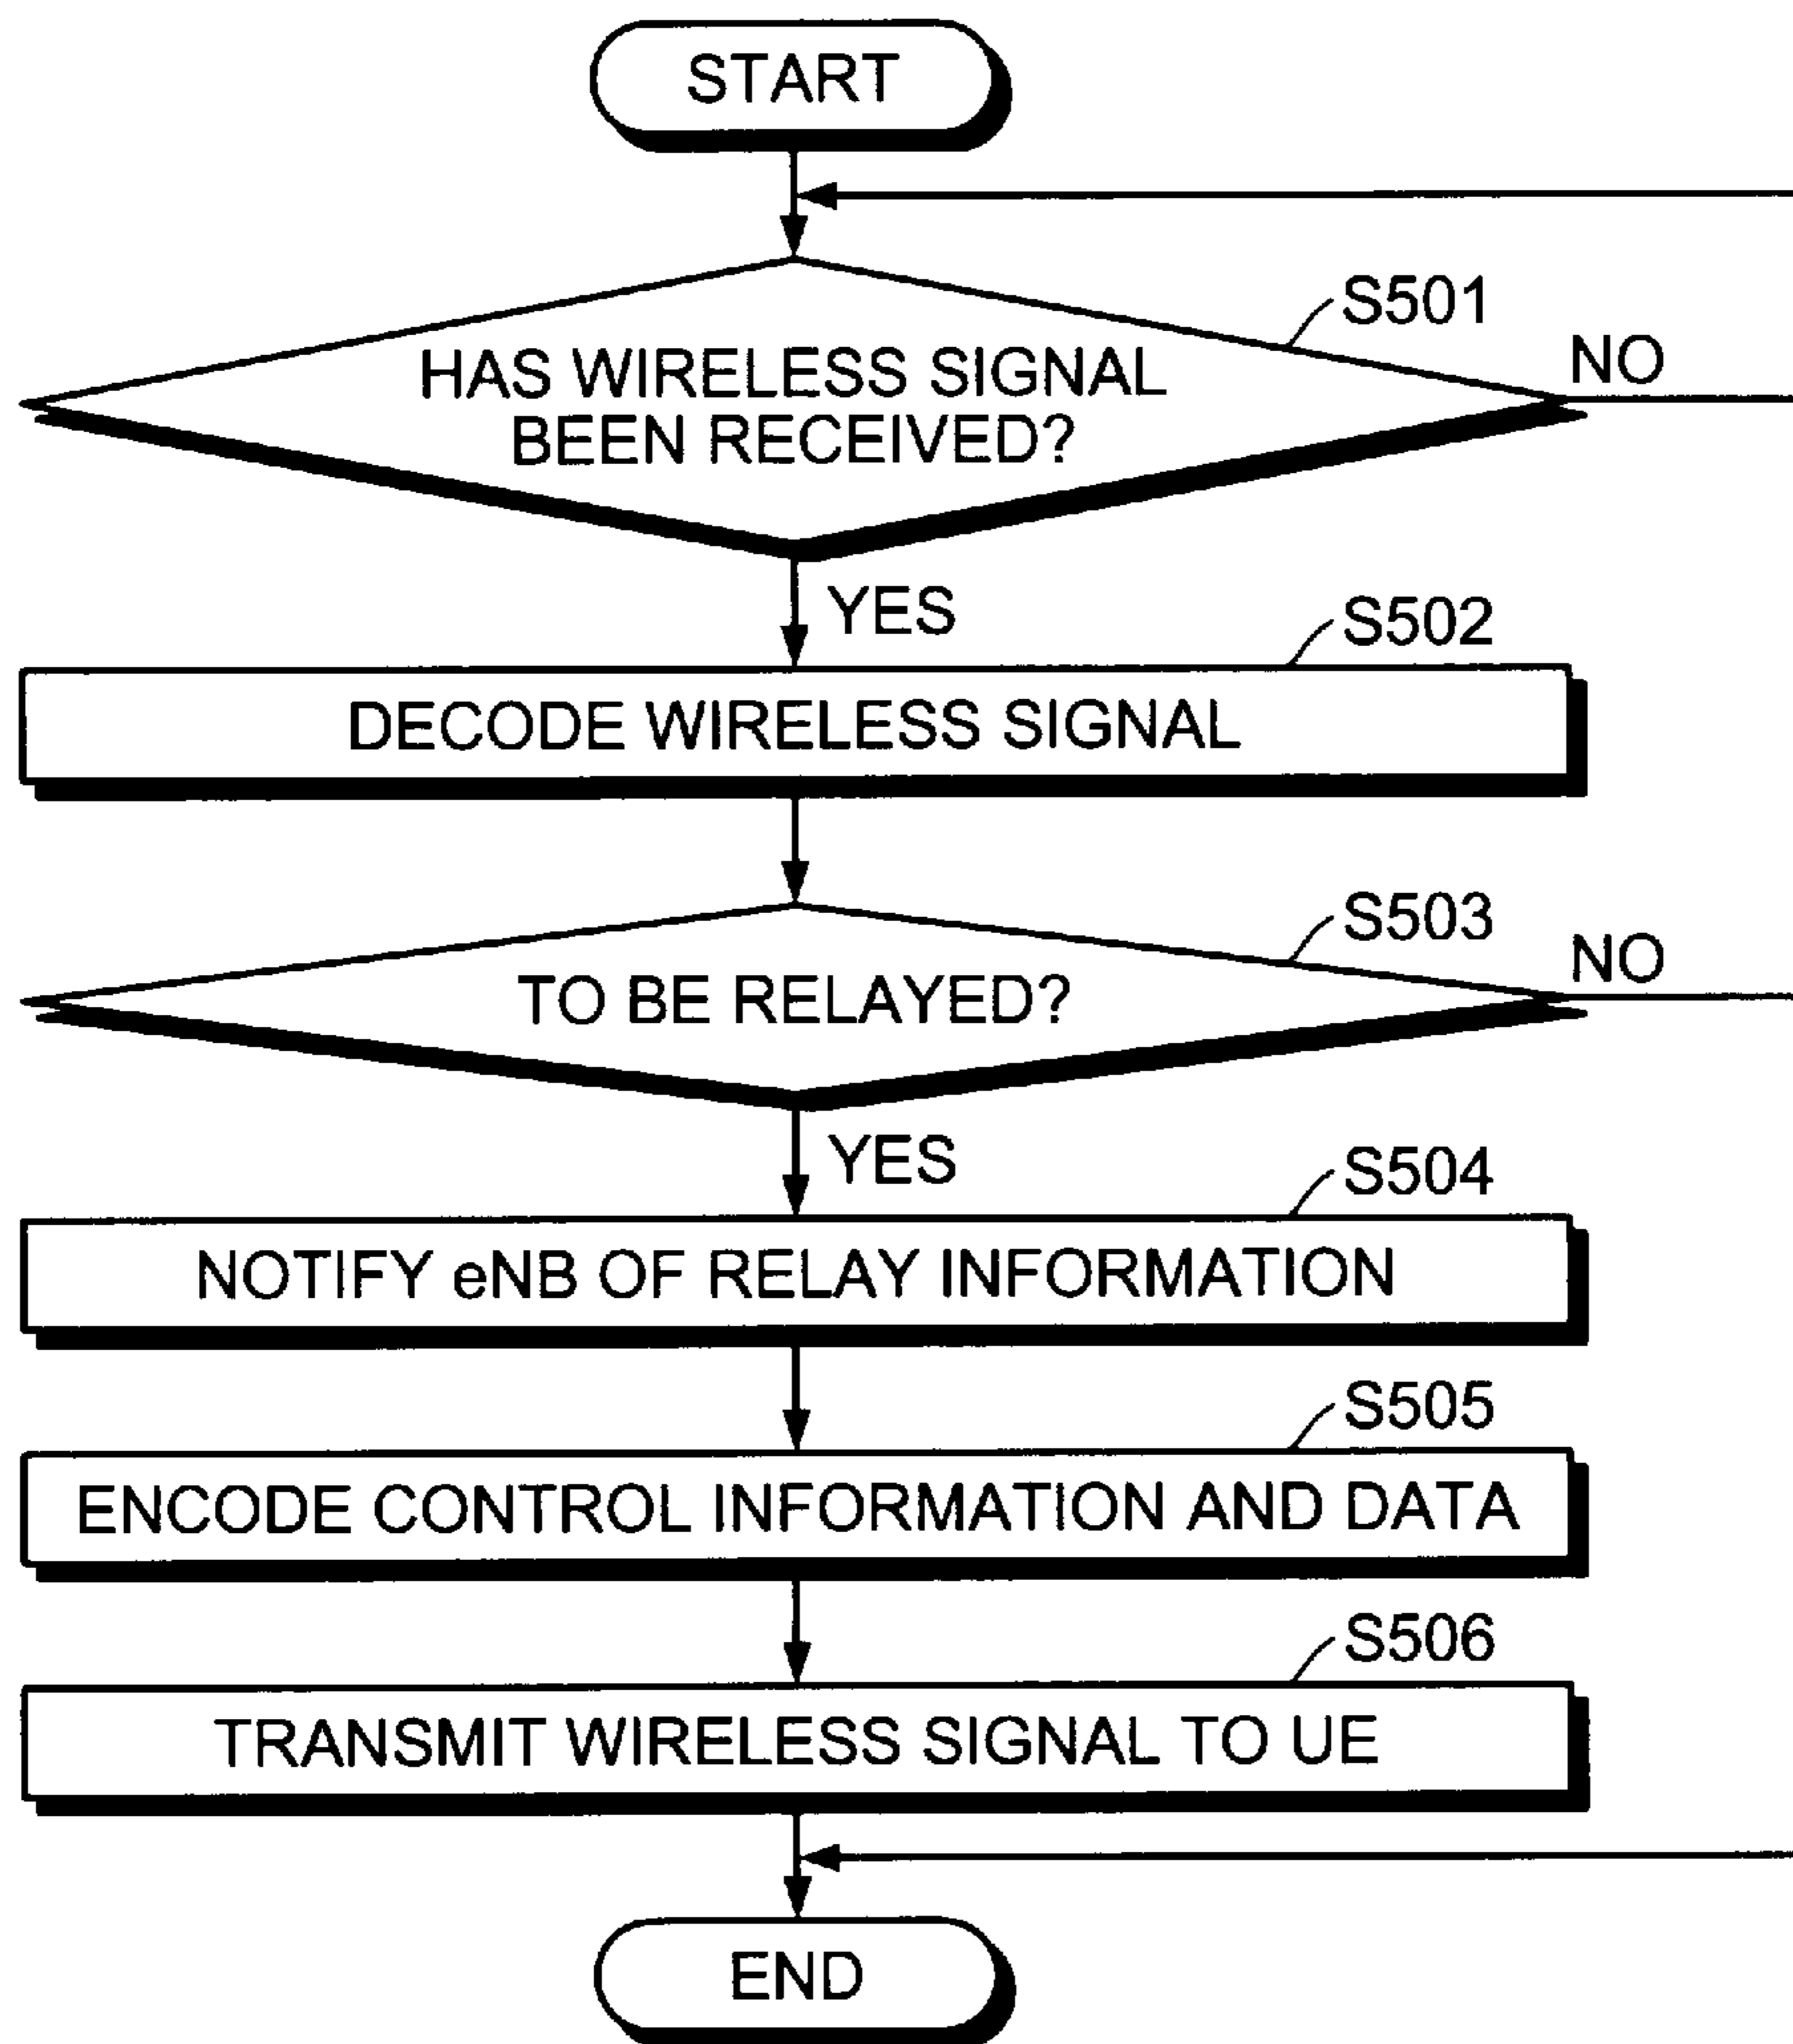 START
S501
HAS WIRELESS SIGNAL
BEEN RECEIVED?
NO
YES
S502
DECODE WIRELESS SIGNAL
S503
TO BE RELAYED?
NO
YES
S504
NOTIFY eNB OF RELAY INFORMATION
S505
ENCODE CONTROL INFORMATION AND DATA
S506
TRANSMIT WIRELESS SIGNAL TO UE
END